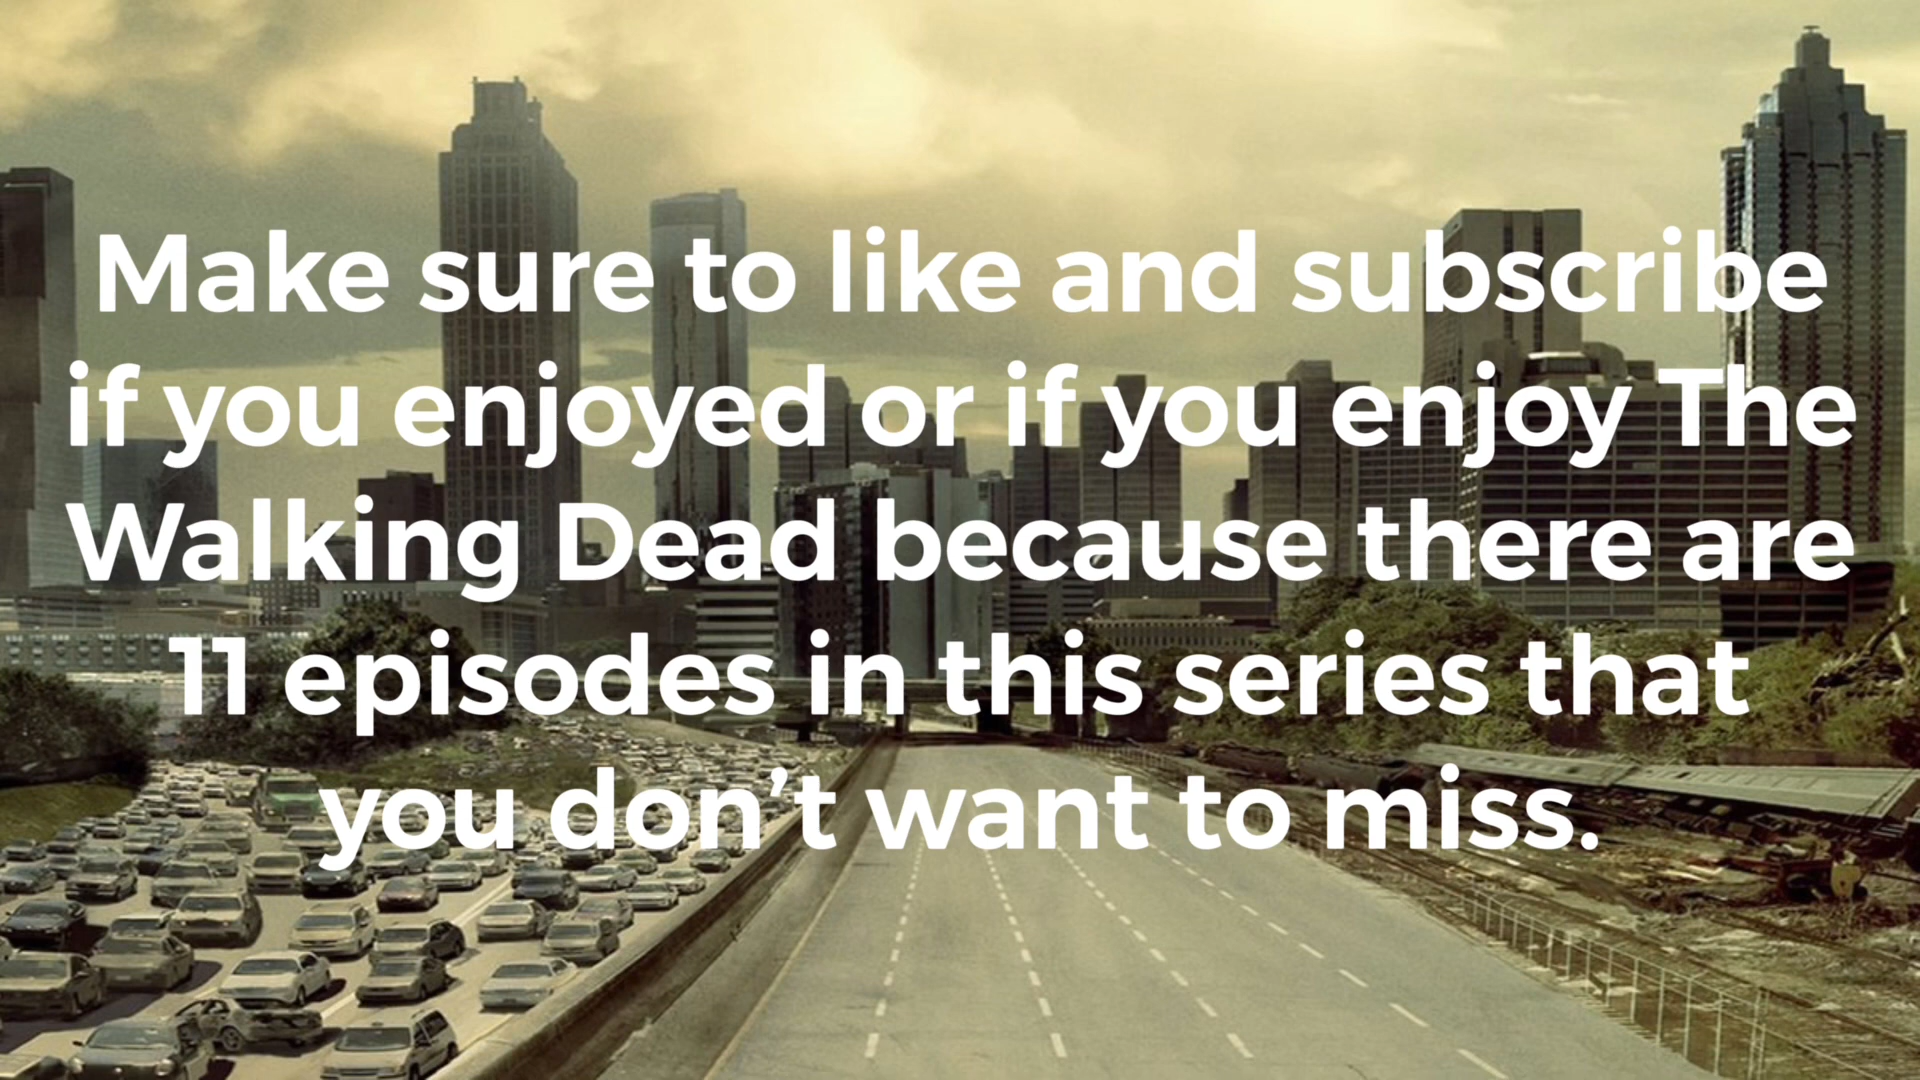 Make sure to like and subscribe
if you enjoyed or if you enjoy The
Walking Dead because there are
11 episodes in this series that
you don’t want to miss.